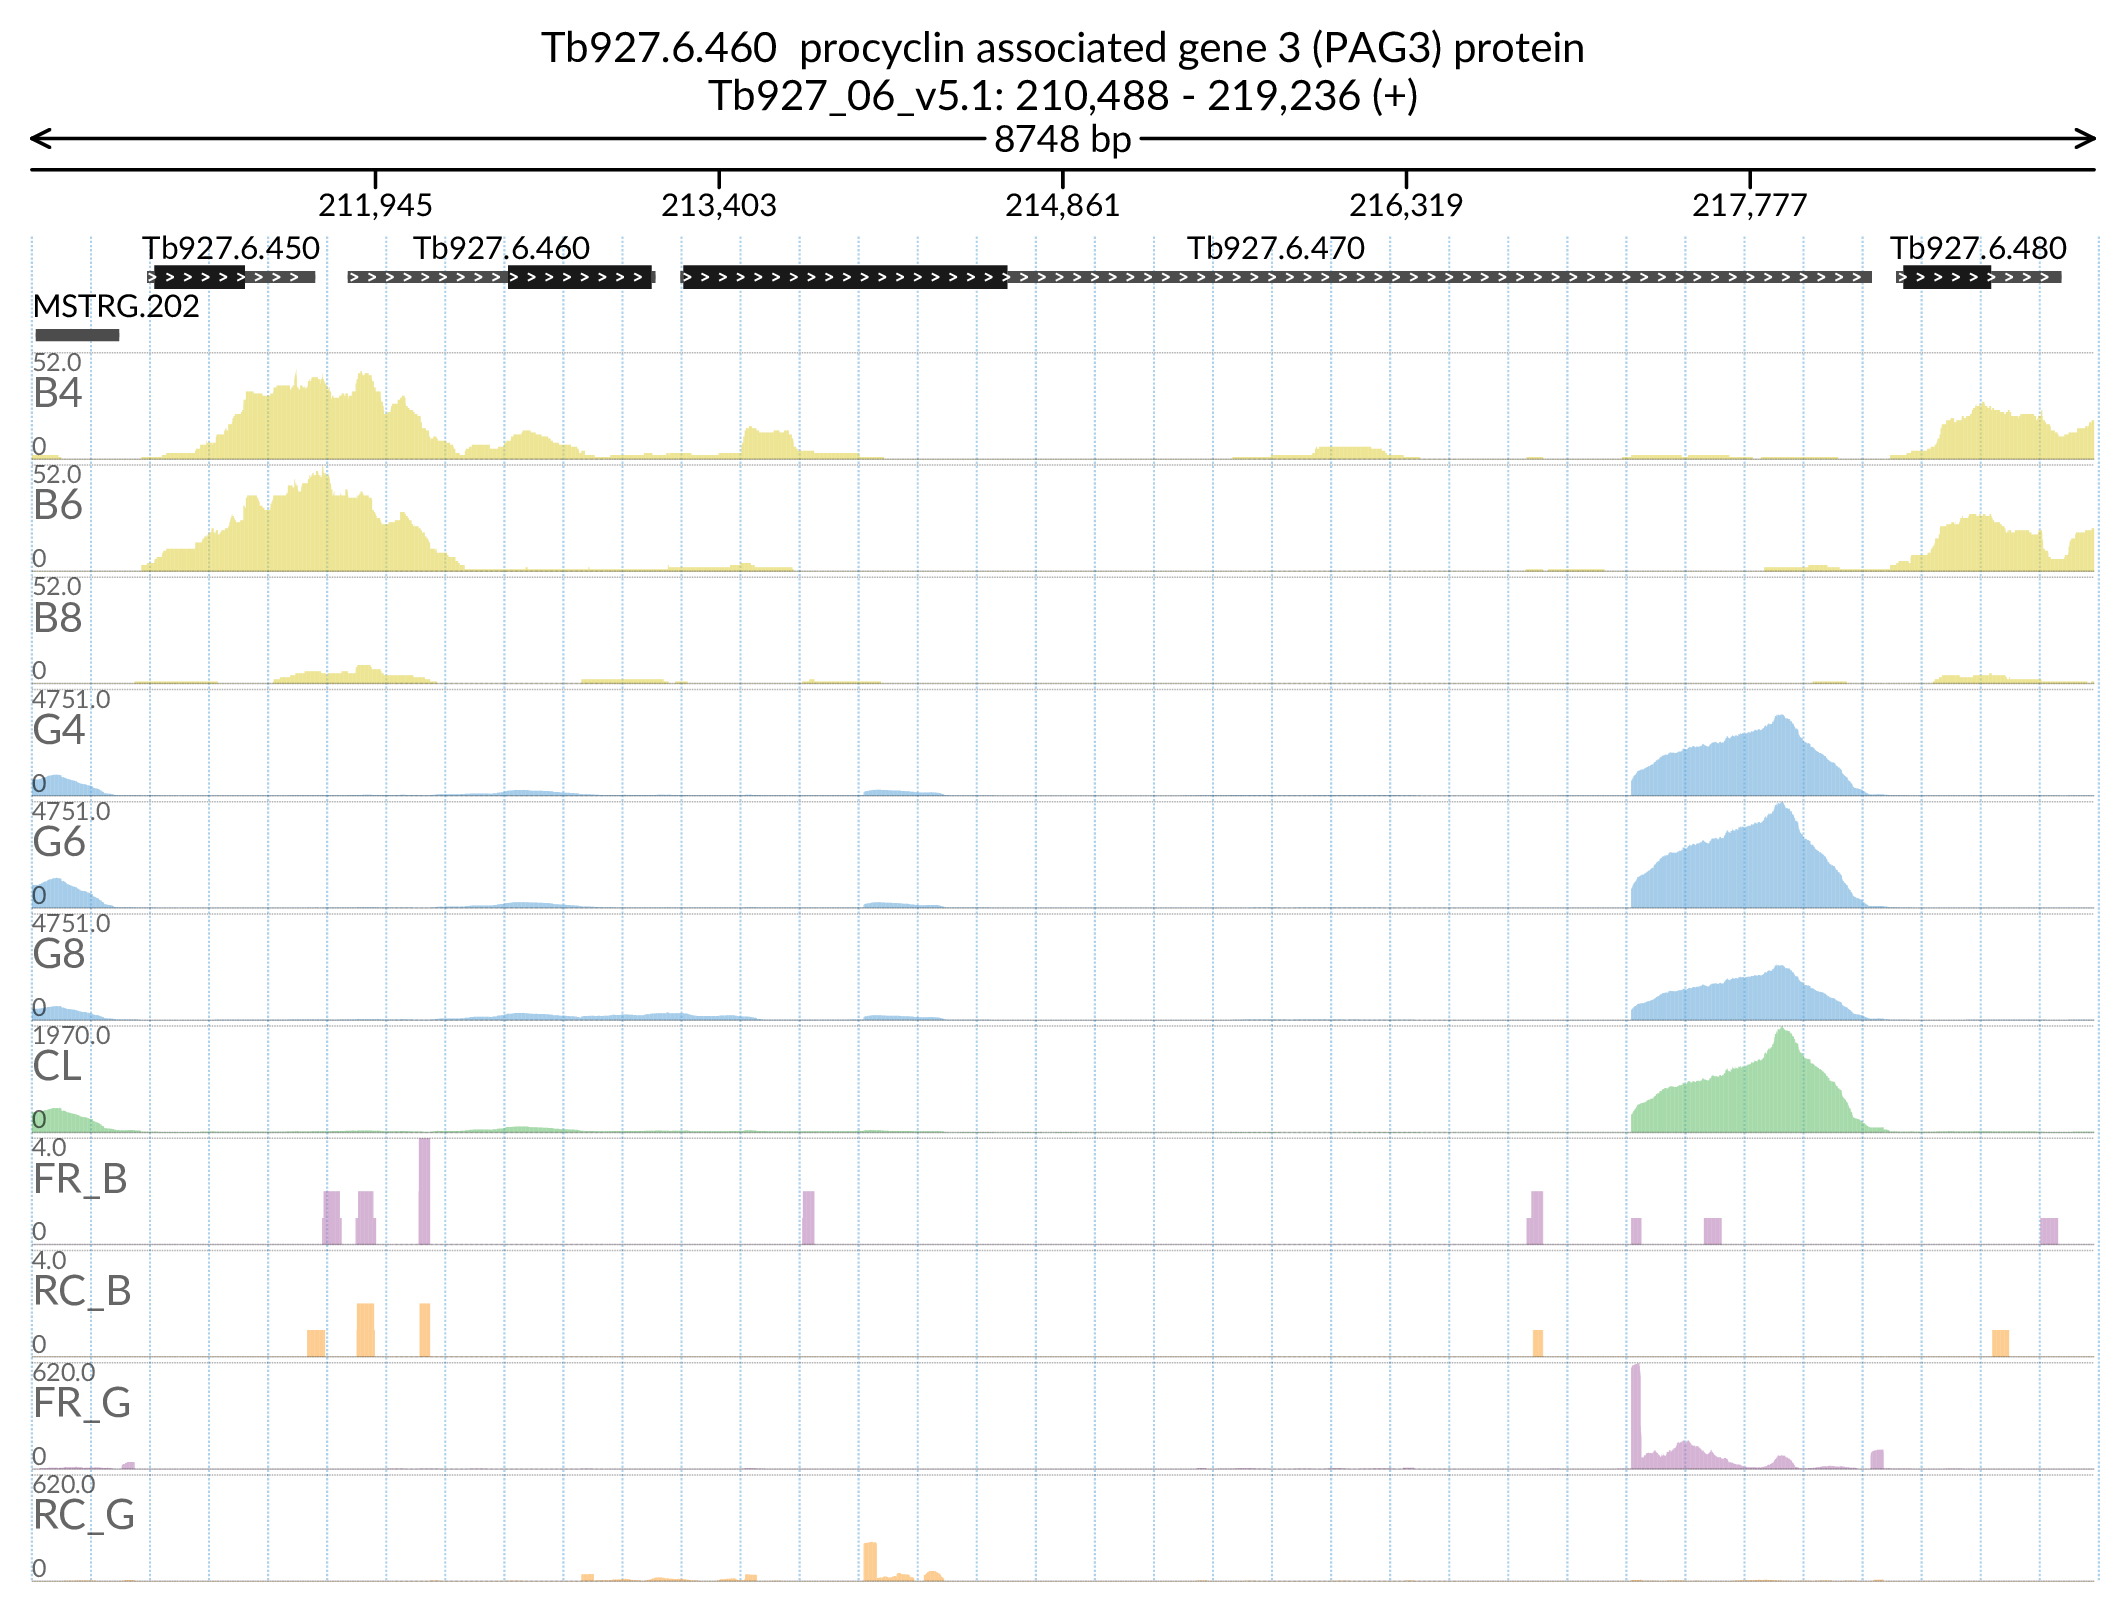 Tb927.6.460 procyclin associated gene 3 (PAG3) protein
Tb927_06_v5.1: 210,488 - 219,236 (+)
8748 bp
211,945 213,403 214,861 216,319 217,777
Tb927.6.450 Tb927.6.460 Tb927.6.470 Tb927.6.480
MSTRG.202
52.0
B4
0
52.0
B6
0
52.0
B8
0
4751.0
G4
0
4751.0
G6
0
4751.0
G8
0
1970.0
CL
0
4.0
FR_B
0
4.0
RC_B
0
620.0
FR_G
0
620.0
RC_G
0